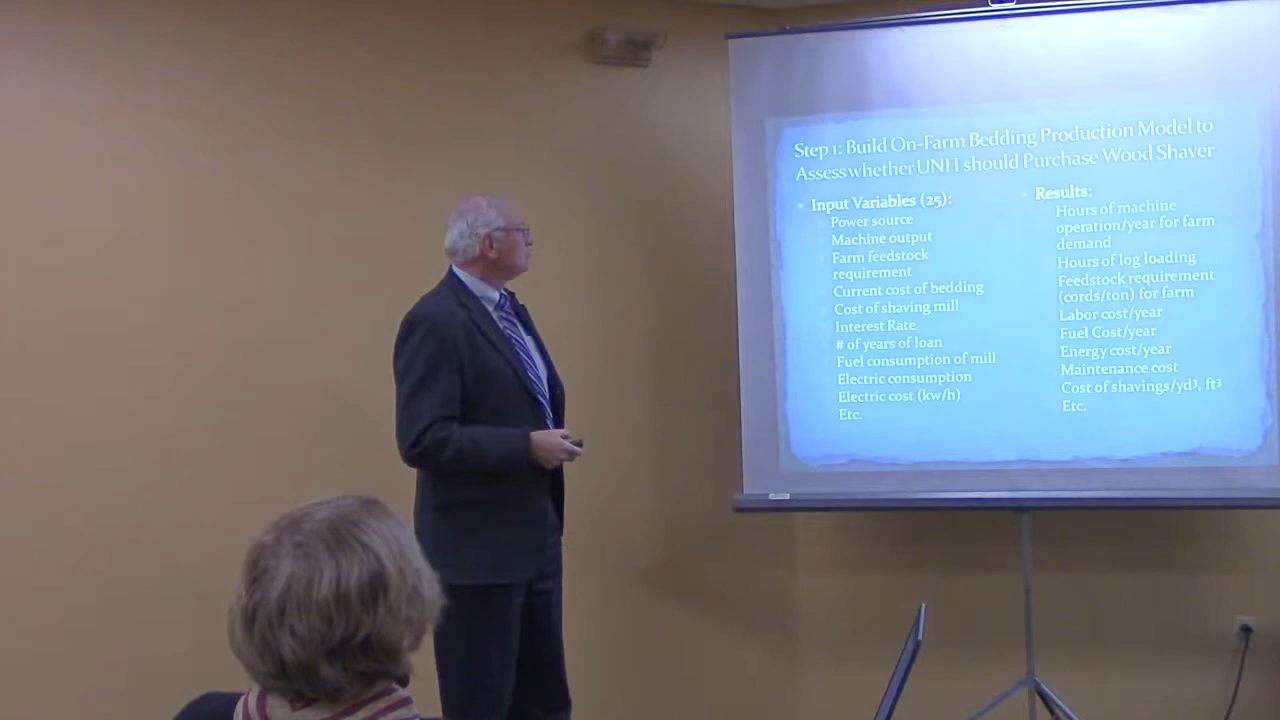 Step 1: Build On-Farm Bedding Production Model to
Assess whether UNH should Purchase Wood Shaver
Input Variables (25):
Power source
Machine output
Farm feedstock
requirement
Current cost of bedding
Cost of shaving mill
Interest Rate
# of years of loan
Fuel consumption of mill
Electric consumption
Electric cost (kw/h)
Etc.
Results:
Hours of machine
operation/year for farm
demand
Hours of log loading
Feedstock requirement
(cords/ton) for farm
Labor cost/year
Fuel Cost/year
Energy cost/year
Maintenance cost
Cost of shavings/yd³, ft³
Etc.